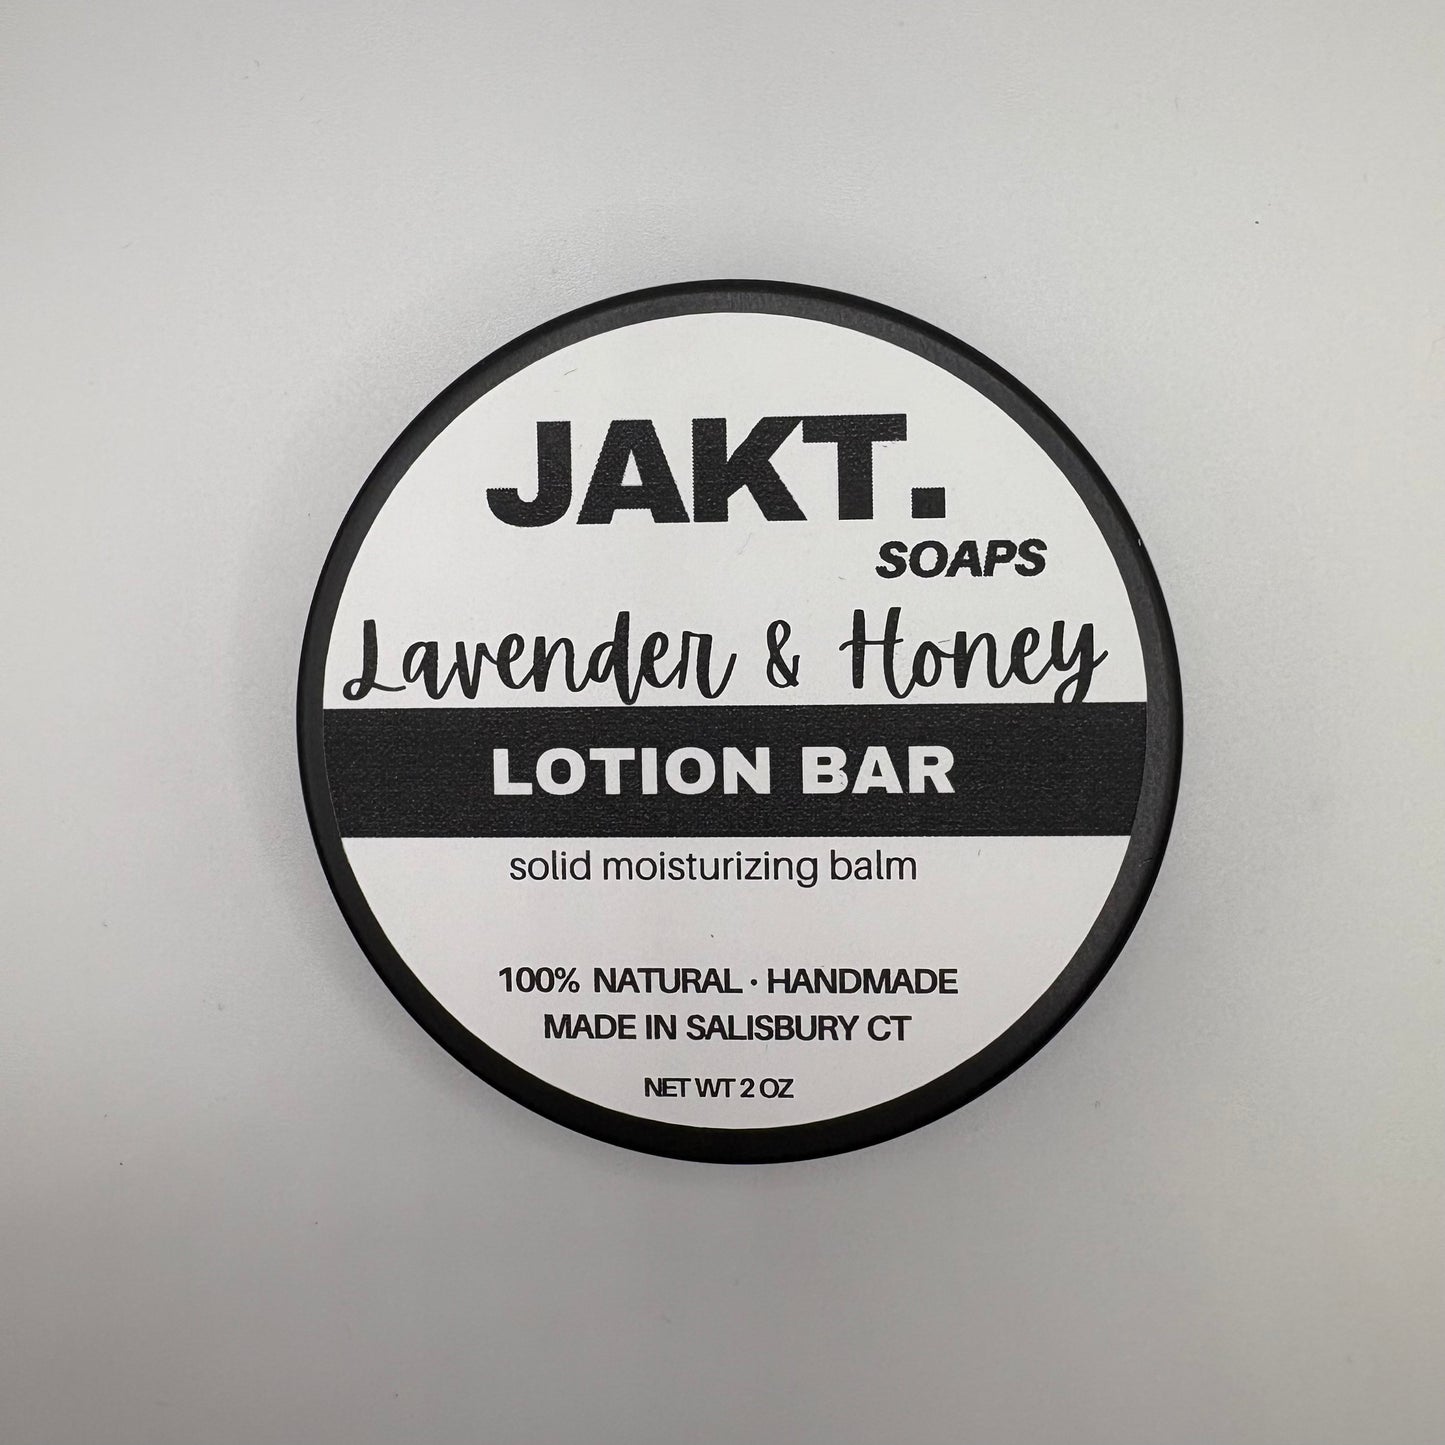 JAKT.
SOAPS
Lavender & Honey
LOTION BAR
solid moisturizing balm
100% NATURAL · HANDMADE
MADE IN SALISBURY CT
NET WT 2 OZ